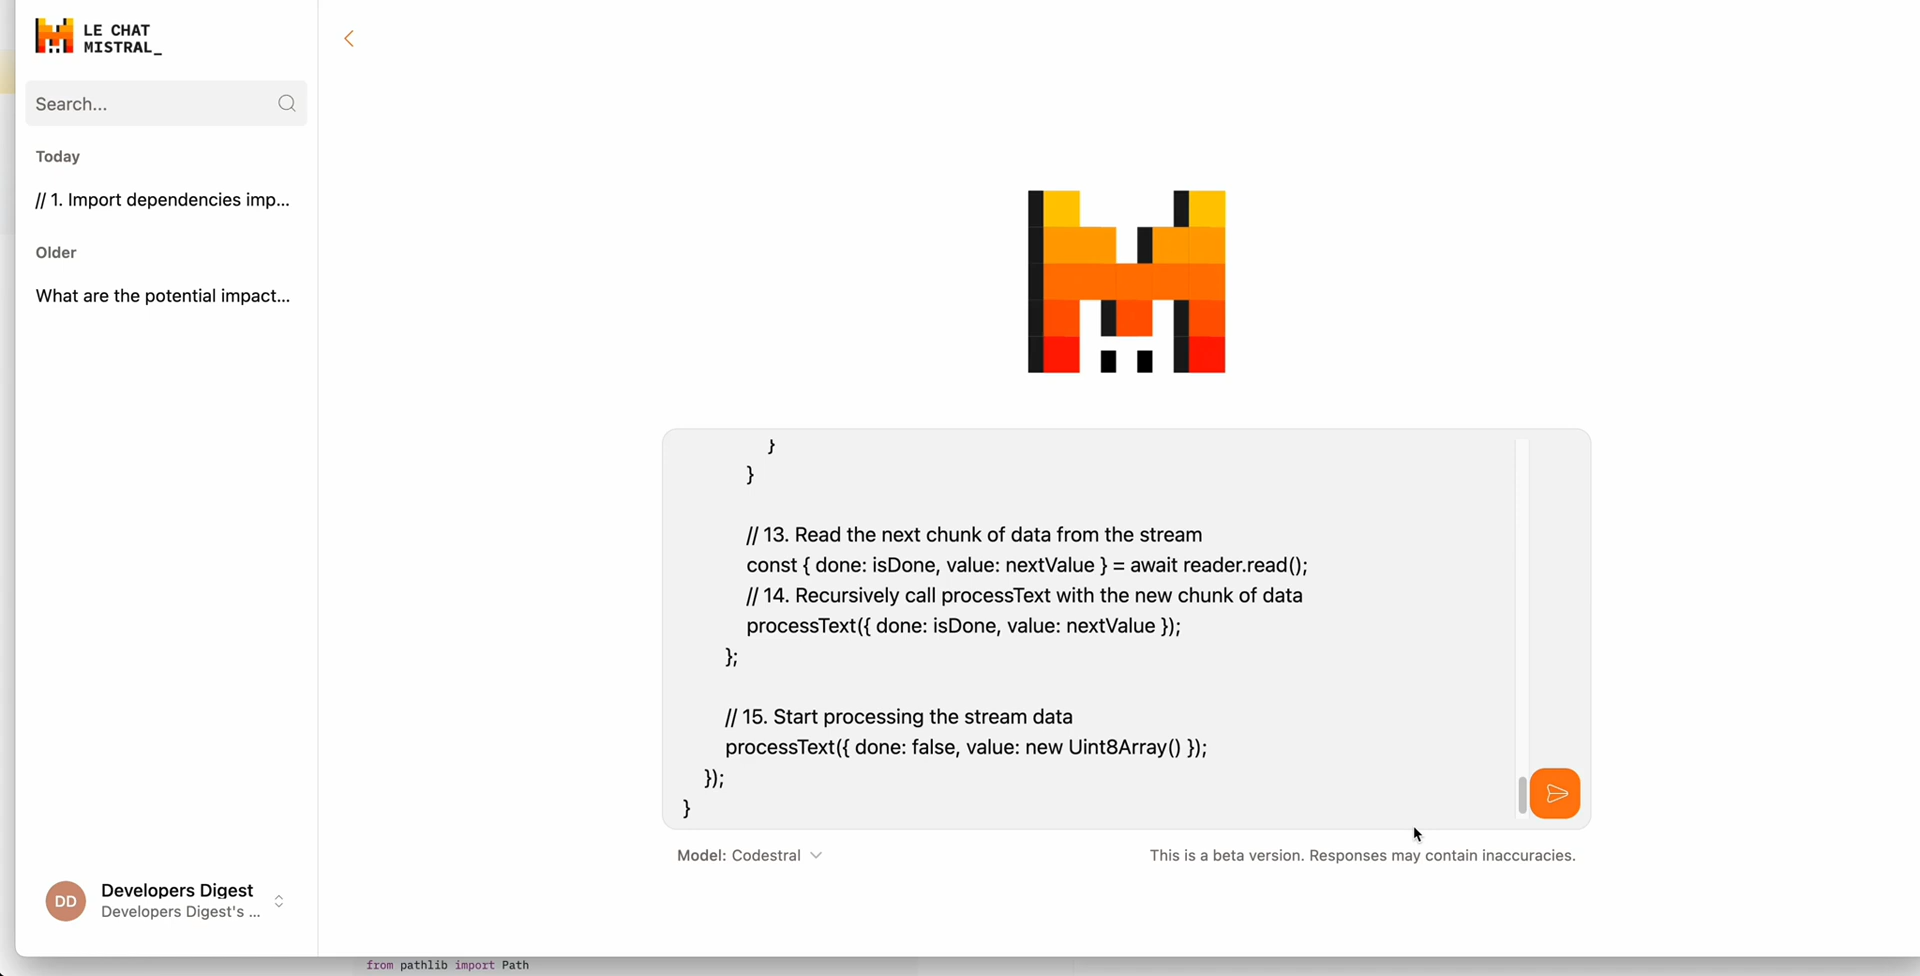 LE CHAT
MISTRAL_
Search...
Today
// 1. Import dependencies imp...
Older
What are the potential impact...
}
}
// 13. Read the next chunk of data from the stream
const { done: isDone, value: nextValue } = await reader.read();
// 14. Recursively call processText with the new chunk of data
processText({ done: isDone, value: nextValue });
};
// 15. Start processing the stream data
processText({ done: false, value: new Uint8Array() });
});
}
Model: Codestral
This is a beta version. Responses may contain inaccuracies.
DD
Developers Digest
Developers Digest's ...
from pathlib import Path